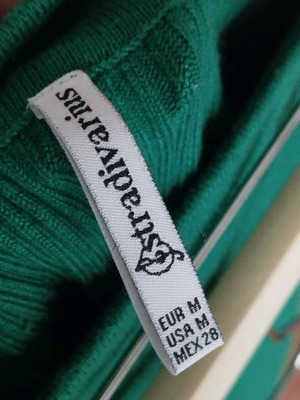 stradivarius
EUR M
USA M
MEX 28